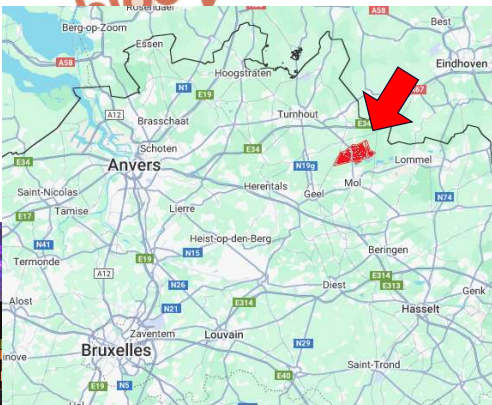 Rosendael
A58
Best
Berg-op-Zoom
Essen
Eindhoven
A58
Hoogstraten
N1
E19
A67
A12
Brasschaat
Turnhout
E34
Schoten
E34
E34
Anvers
N19g
Lommel
Saint-Nicolas
Herentals
Geel
Mol
N74
E17
Tamise
Lierre
N41
Heist-op-den-Berg
Termonde
E19
N15
Beringen
A12
E314
N26
Diest
E313
Genk
Alost
N21
E314
Hasselt
Zaventem
Louvain
N29
Bruxelles
inove
Saint-Trond
E40
E19
N5